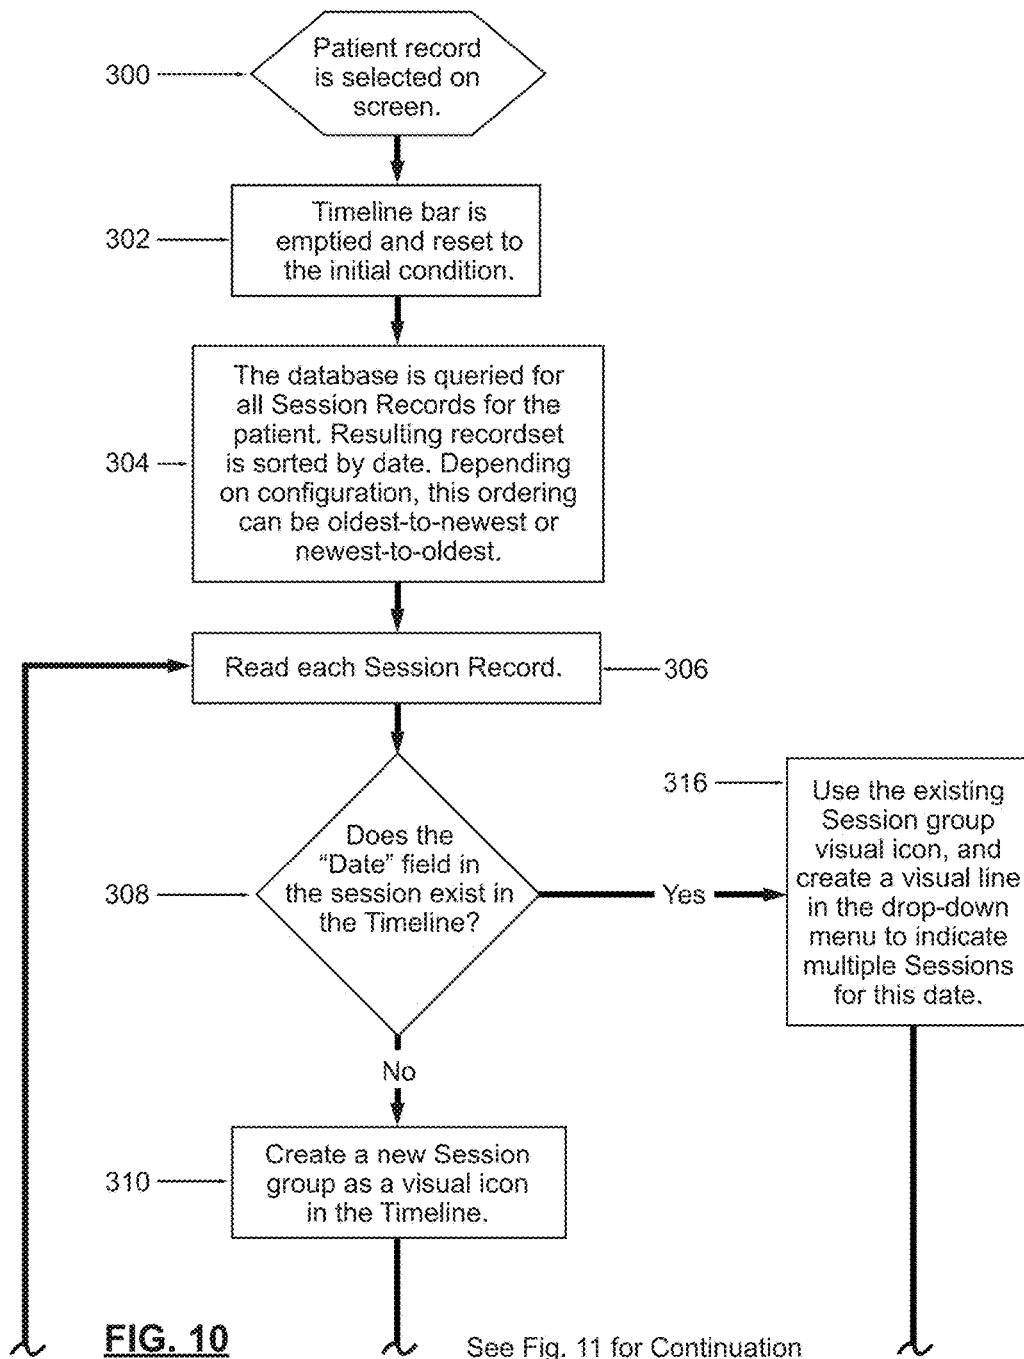 300
Patient record
is selected on
screen.
302
Timeline bar is
emptied and reset to
the initial condition.
304
The database is queried for
all Session Records for the
patient. Resulting recordset
is sorted by date. Depending
on configuration, this ordering
can be oldest-to-newest or
newest-to-oldest.
Read each Session Record.
306
308
Does the
“Date” field in
the session exist in
the Timeline?
Yes
316
Use the existing
Session group
visual icon, and
create a visual line
in the drop-down
menu to indicate
multiple Sessions
for this date.
No
310
Create a new Session
group as a visual icon
in the Timeline.
FIG. 10
See Fig. 11 for Continuation